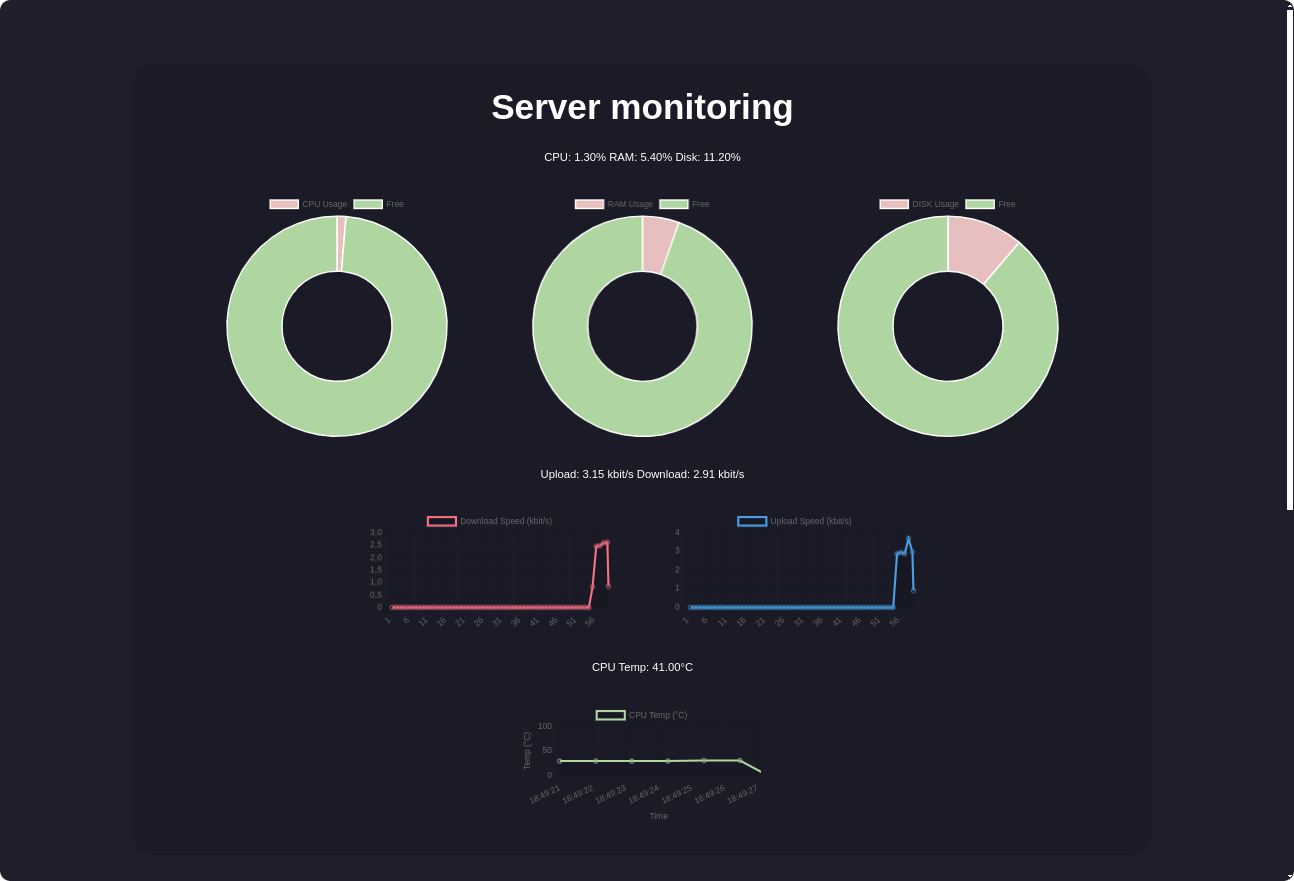 Server monitoring
CPU: 1.30% RAM: 5.40% Disk: 11.20%
CPU Usage Free
RAM Usage Free
DISK Usage Free
Upload: 3.15 kbit/s Download: 2.91 kbit/s
Download Speed (kbit/s)
3,0
2,5
2,0
1,5
1,0
0,5
0
1 6 11 16 21 26 31 36 41 46 51 56
Upload Speed (kbit/s)
4
3
2
1
0
1 6 11 16 21 26 31 36 41 46 51 56
CPU Temp: 41.00°C
CPU Temp (°C)
Temp (°C)
100
50
0
18:49:21 18:49:22 18:49:23 18:49:24 18:49:25 18:49:26 18:49:27
Time